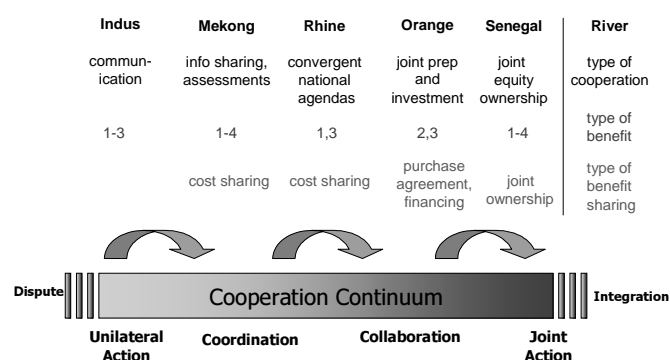 Indus Mekong Rhine Orange Senegal River
commun- info sharing, convergent joint prep joint type of
ication assessments national and equity cooperation
agendas investment ownership
1-3 1-4 1,3 2,3 1-4 type of
benefit
cost sharing cost sharing purchase joint type of
agreement, ownership benefit
financing sharing
Dispute Cooperation Continuum Integration
Unilateral Coordination Collaboration Joint
Action Action